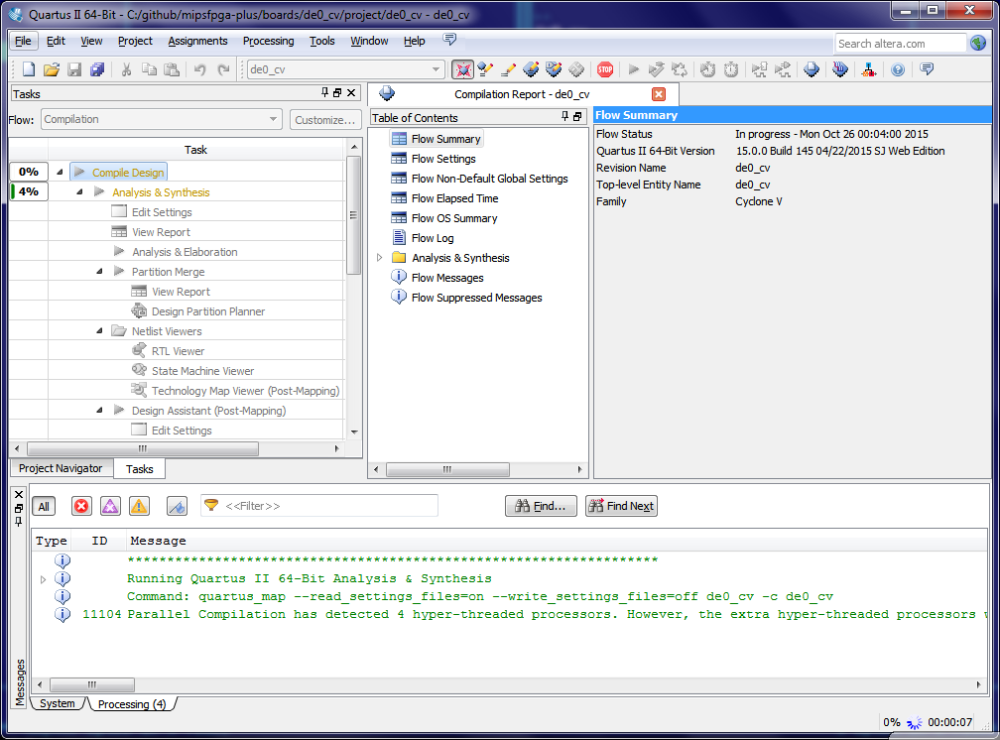 Quartus II 64-Bit - C:/github/mipsfpga-plus/boards/de0_cv/project/de0_cv - de0_cv
File Edit View Project Assignments Processing Tools Window Help
Search altera.com
de0_cv
Tasks
Flow: Compilation Customize...
Task
0% Compile Design
4% Analysis & Synthesis
Edit Settings
View Report
Analysis & Elaboration
Partition Merge
View Report
Design Partition Planner
Netlist Viewers
RTL Viewer
State Machine Viewer
Technology Map Viewer (Post-Mapping)
Design Assistant (Post-Mapping)
Edit Settings
Project Navigator Tasks
Compilation Report - de0_cv
Table of Contents
Flow Summary
Flow Settings
Flow Non-Default Global Settings
Flow Elapsed Time
Flow OS Summary
Flow Log
Analysis & Synthesis
Flow Messages
Flow Suppressed Messages
Flow Summary
Flow Status In progress - Mon Oct 26 00:04:00 2015
Quartus II 64-Bit Version 15.0.0 Build 145 04/22/2015 SJ Web Edition
Revision Name de0_cv
Top-level Entity Name de0_cv
Family Cyclone V
All <<Filter>> Find... Find Next
Type ID Message
*******************************************************************
Running Quartus II 64-Bit Analysis & Synthesis
Command: quartus_map --read_settings_files=on --write_settings_files=off de0_cv -c de0_cv
11104 Parallel Compilation has detected 4 hyper-threaded processors. However, the extra hyper-threaded processors w
Messages
System Processing (4)
0% 00:00:07